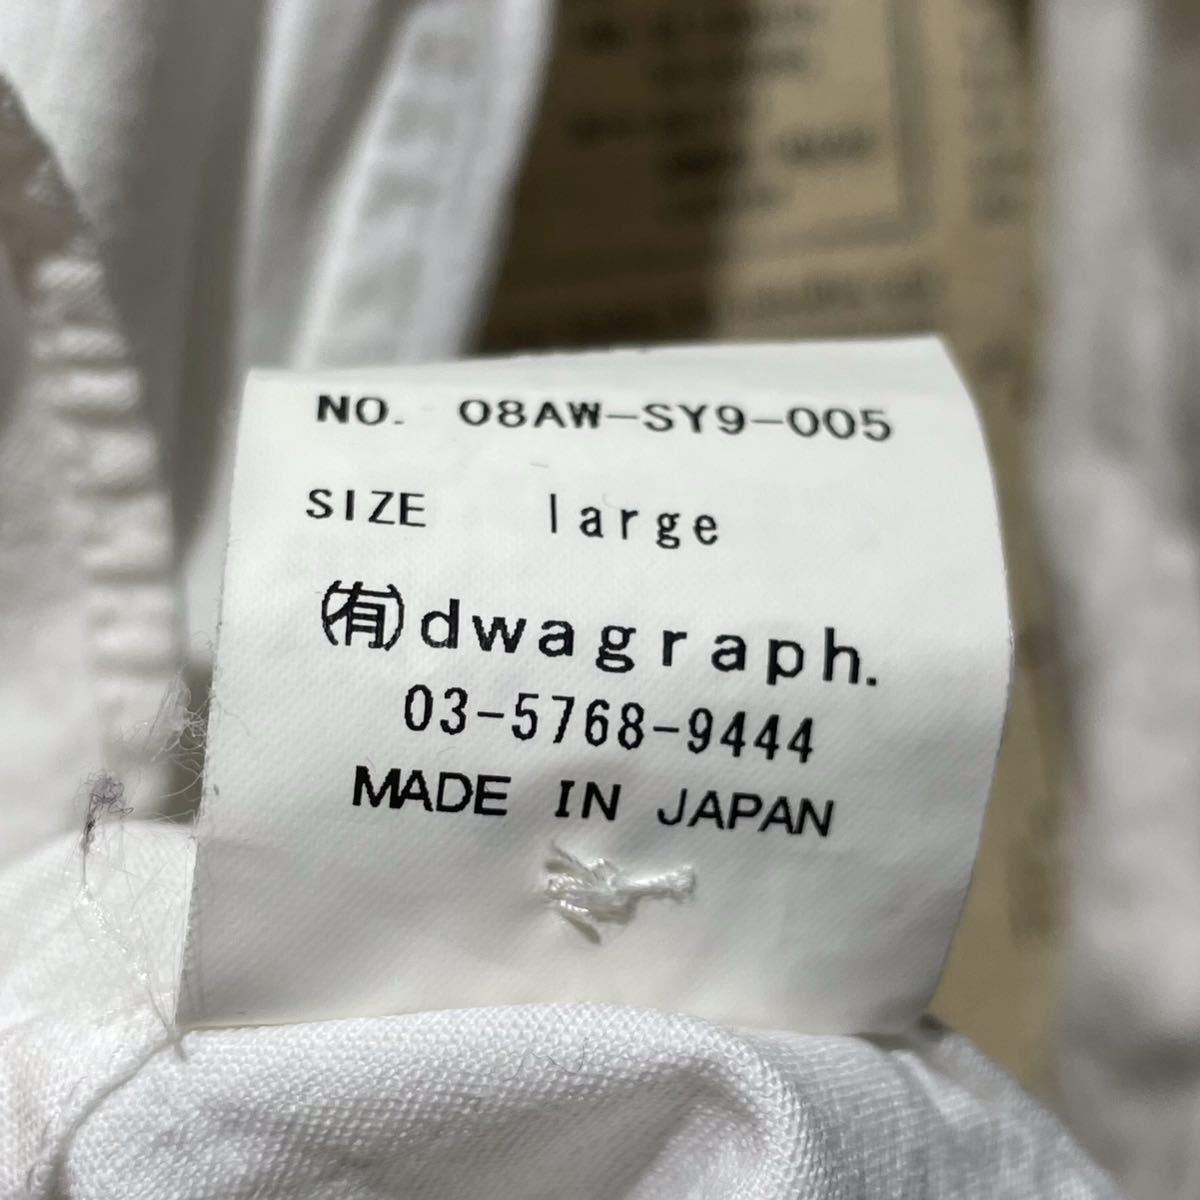 NO. 08AW-SY9-005
SIZE large
㈲dwagraph.
03-5768-9444
MADE IN JAPAN